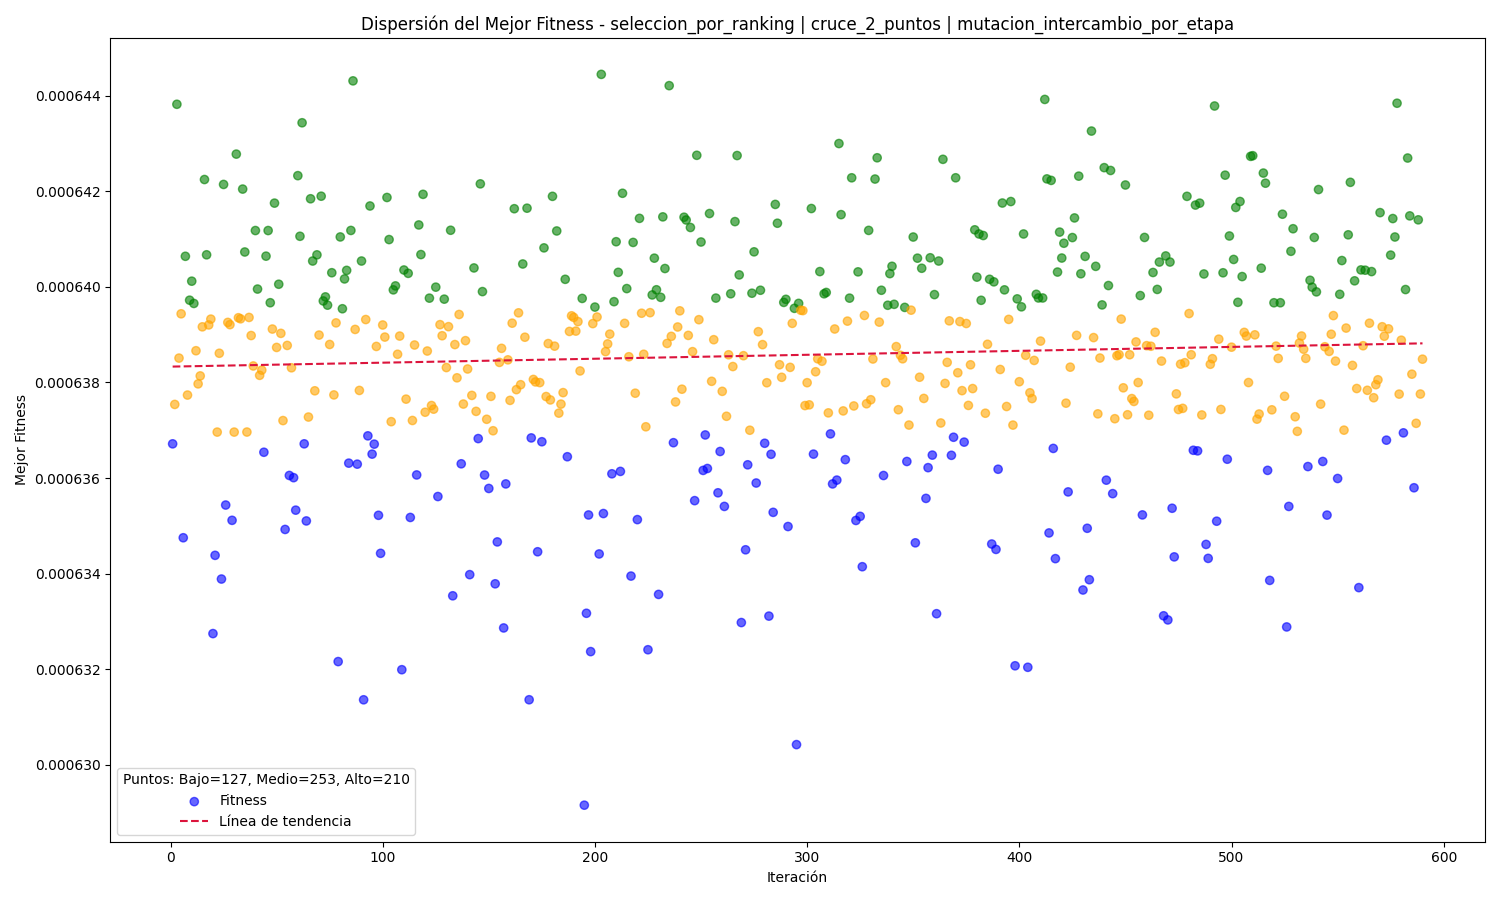 Dispersión del Mejor Fitness - seleccion_por_ranking | cruce_2_puntos | mutacion_intercambio_por_etapa
Mejor Fitness
0.000644
0.000642
0.000640
0.000638
0.000636
0.000634
0.000632
0.000630
Puntos: Bajo=127, Medio=253, Alto=210
Fitness
Línea de tendencia
0 100 200 300 400 500 600
Iteración